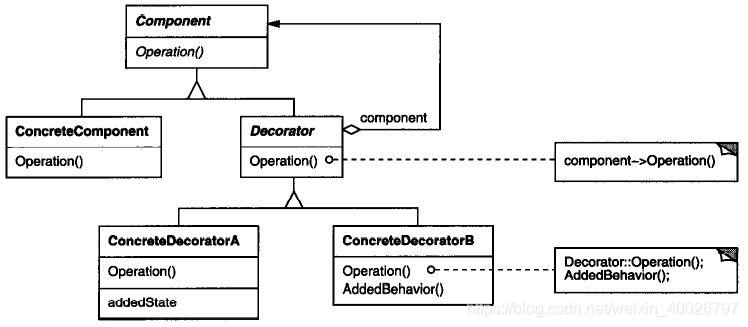 Component
Operation()
component
ConcreteComponent
Operation()
Decorator
Operation()
component->Operation()
ConcreteDecoratorA
Operation()
addedState
ConcreteDecoratorB
Operation()
AddedBehavior()
Decorator::Operation();
AddedBehavior();
https://blog.csdn.net/weixin_40026797